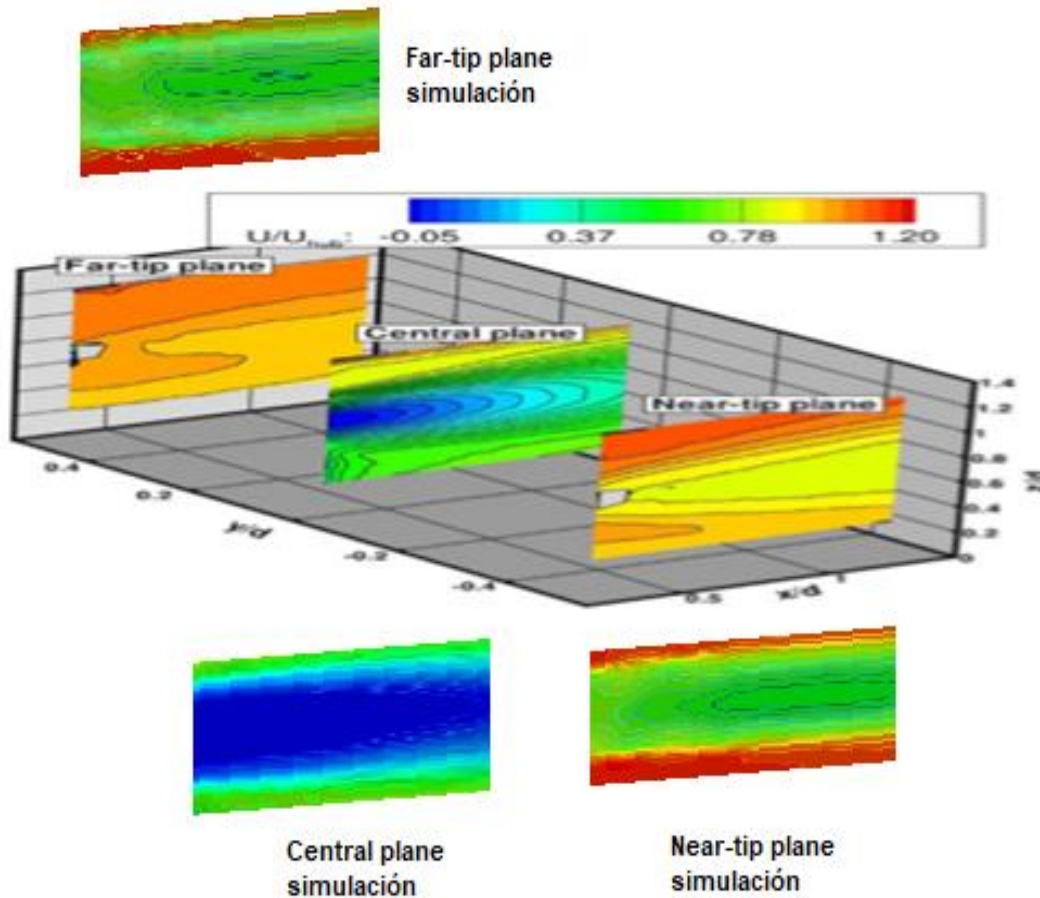 Far-tip plane
simulación
U/U_hub: -0.05 0.37 0.78 1.20
Far-tip plane
Central plane
Near-tip plane
1.4
1.2
1
0.8
0.6
0.4
0.2
0
z/d
0.4
0.2
y/d
-0.2
-0.4
0.5
x/d
1
Central plane
simulación
Near-tip plane
simulación